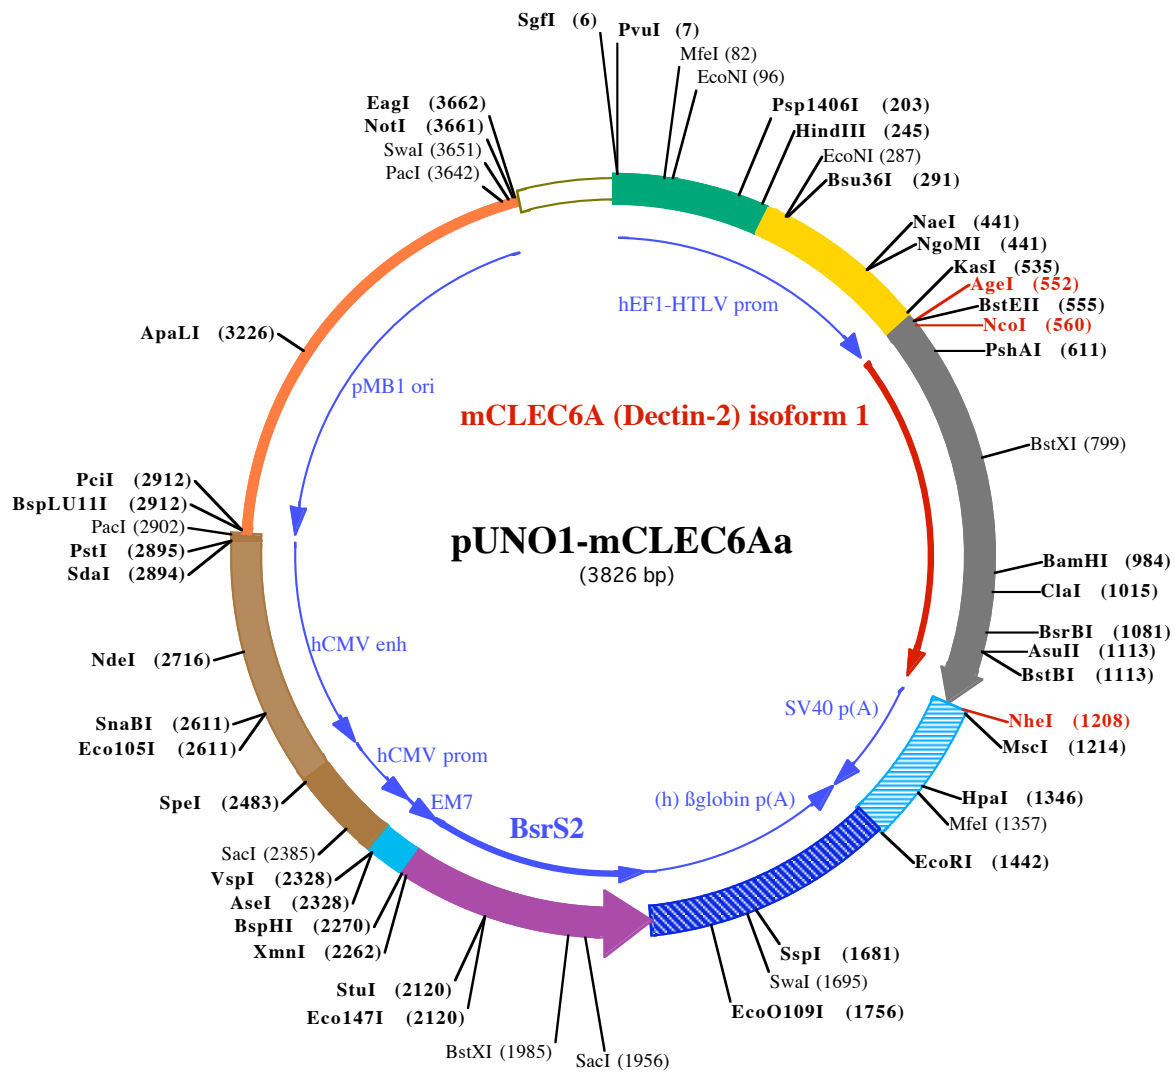 SgfI (6)
PvuI (7)
MfeI (82)
EcoNI (96)
Psp1406I (203)
HindIII (245)
EcoNI (287)
Bsu36I (291)
NaeI (441)
NgoMI (441)
KasI (535)
AgeI (552)
BstEII (555)
NcoI (560)
PshAI (611)
BstXI (799)
BamHI (984)
ClaI (1015)
BsrBI (1081)
AsuII (1113)
BstBI (1113)
NheI (1208)
MscI (1214)
HpaI (1346)
MfeI (1357)
EcoRI (1442)
SspI (1681)
SwaI (1695)
EcoO109I (1756)
SacI (1956)
BstXI (1985)
Eco147I (2120)
StuI (2120)
XmnI (2262)
BspHI (2270)
AseI (2328)
VspI (2328)
SacI (2385)
SpeI (2483)
Eco105I (2611)
SnaBI (2611)
NdeI (2716)
SdaI (2894)
PstI (2895)
PacI (2902)
BspLU11I (2912)
PciI (2912)
ApaLI (3226)
PacI (3642)
SwaI (3651)
NotI (3661)
EagI (3662)
hEF1-HTLV prom
pMB1 ori
mCLEC6A (Dectin-2) isoform 1
pUNO1-mCLEC6Aa
(3826 bp)
hCMV enh
SV40 p(A)
hCMV prom
EM7
(h) ßglobin p(A)
BsrS2